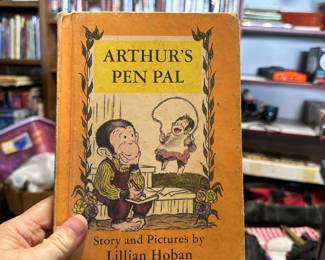 ARTHUR'S
PEN PAL
Story and Pictures by
Lillian Hoban